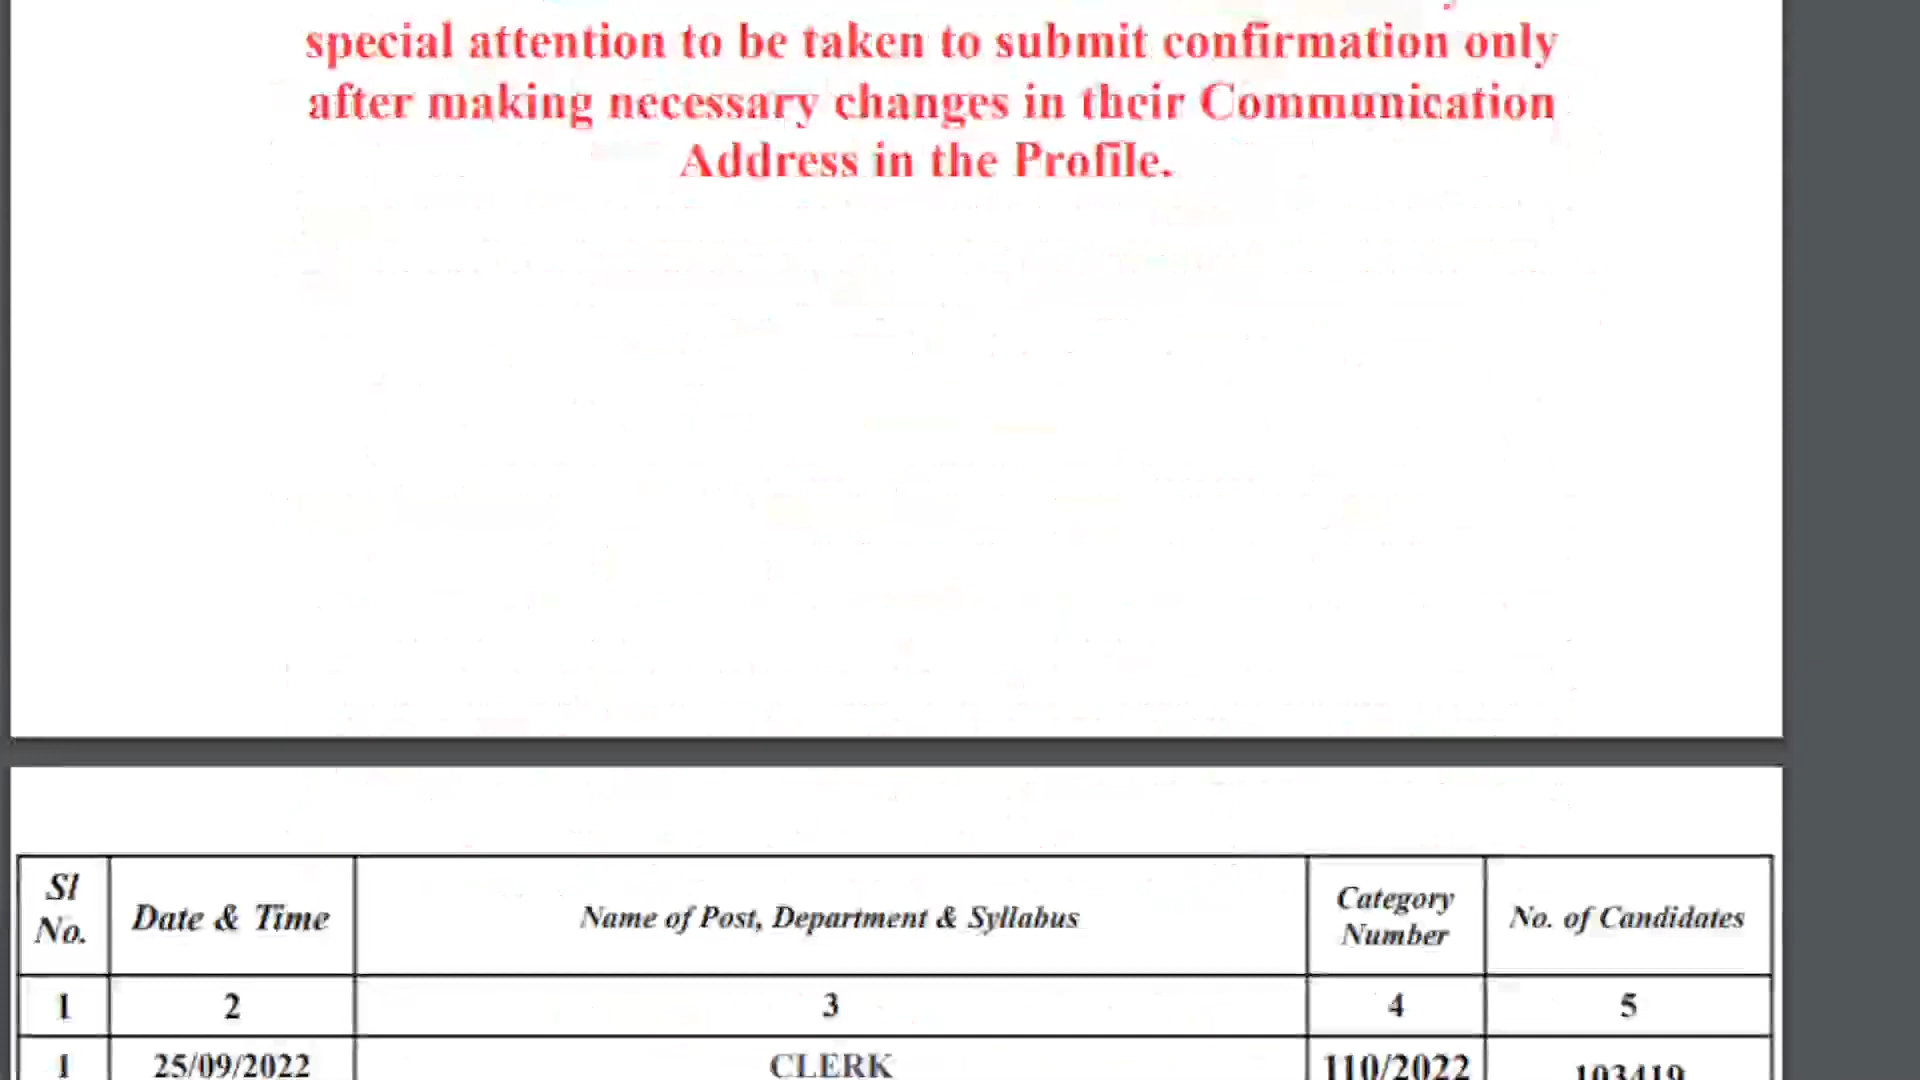 special attention to be taken to submit confirmation only
after making necessary changes in their Communication
Address in the Profile.
Sl No. Date & Time Name of Post, Department & Syllabus Category Number No. of Candidates
1 2 3 4 5
1 25/09/2022 CLERK 110/2022 103419